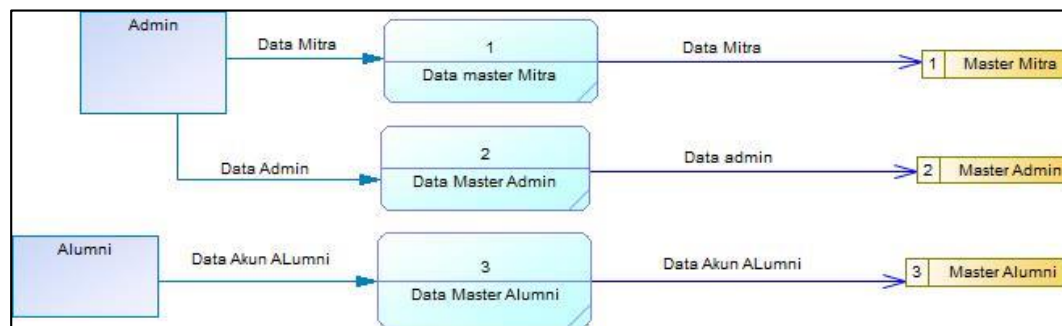 Admin
Data Mitra
1
Data master Mitra
Data Mitra
1 Master Mitra
Data Admin
2
Data Master Admin
Data admin
2 Master Admin
Alumni
Data Akun ALumni
3
Data Master Alumni
Data Akun ALumni
3 Master Alumni